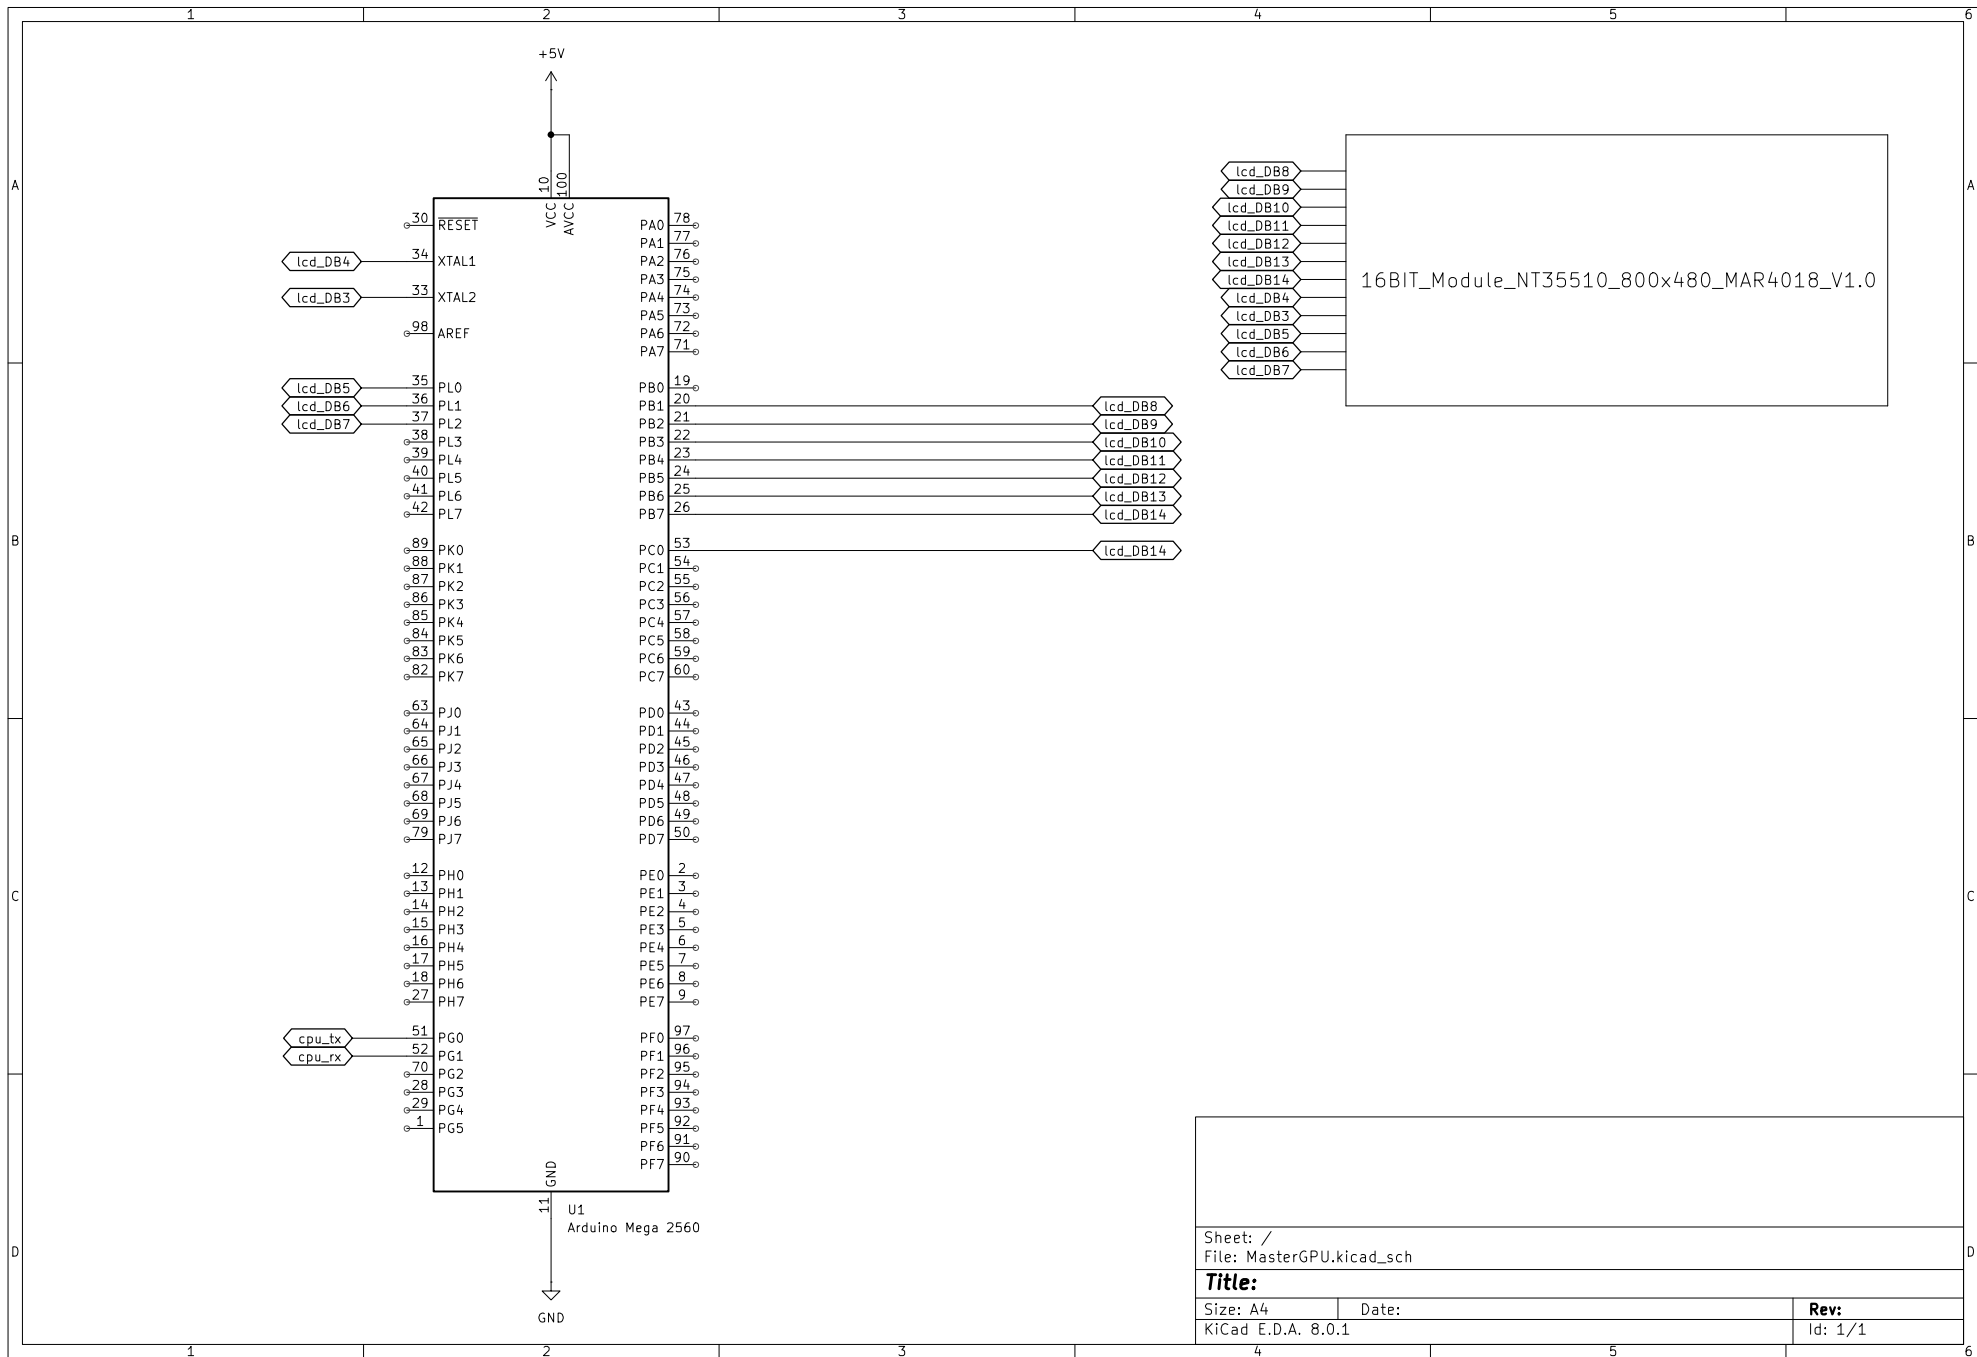 1 2 3 4 5 6
+5V
10 100
VCC AVCC
A A
lcd_DB8
lcd_DB9
lcd_DB10
lcd_DB11
lcd_DB12
lcd_DB13
lcd_DB14
lcd_DB4
lcd_DB3
lcd_DB5
lcd_DB6
lcd_DB7
16BIT_Module_NT35510_800x480_MAR4018_V1.0
30 RESET
lcd_DB4 34 XTAL1
lcd_DB3 33 XTAL2
98 AREF
PA0 78
PA1 77
PA2 76
PA3 75
PA4 74
PA5 73
PA6 72
PA7 71
lcd_DB5 35 PL0
lcd_DB6 36 PL1
lcd_DB7 37 PL2
38 PL3
39 PL4
40 PL5
41 PL6
42 PL7
PB0 19
PB1 20 lcd_DB8
PB2 21 lcd_DB9
PB3 22 lcd_DB10
PB4 23 lcd_DB11
PB5 24 lcd_DB12
PB6 25 lcd_DB13
PB7 26 lcd_DB14
B B
89 PK0
88 PK1
87 PK2
86 PK3
85 PK4
84 PK5
83 PK6
82 PK7
PC0 53 lcd_DB14
PC1 54
PC2 55
PC3 56
PC4 57
PC5 58
PC6 59
PC7 60
63 PJ0
64 PJ1
65 PJ2
66 PJ3
67 PJ4
68 PJ5
69 PJ6
79 PJ7
PD0 43
PD1 44
PD2 45
PD3 46
PD4 47
PD5 48
PD6 49
PD7 50
C C
12 PH0
13 PH1
14 PH2
15 PH3
16 PH4
17 PH5
18 PH6
27 PH7
PE0 2
PE1 3
PE2 4
PE3 5
PE4 6
PE5 7
PE6 8
PE7 9
cpu_tx 51 PG0
cpu_rx 52 PG1
70 PG2
28 PG3
29 PG4
1 PG5
PF0 97
PF1 96
PF2 95
PF3 94
PF4 93
PF5 92
PF6 91
PF7 90
GND
11
U1
Arduino Mega 2560
GND
D D
Sheet: /
File: MasterGPU.kicad_sch
Title:
Size: A4 Date: Rev:
KiCad E.D.A. 8.0.1 Id: 1/1
1 2 3 4 5 6